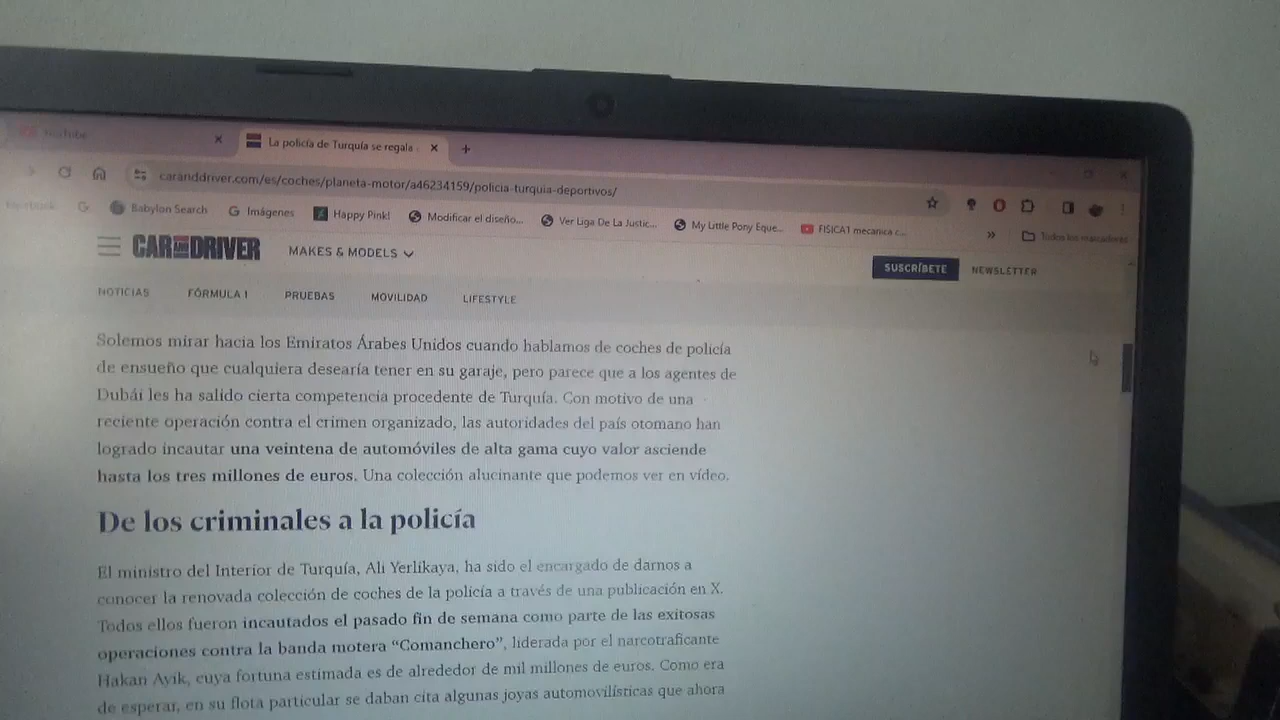 YouTube
La policía de Turquía se regala
caranddriver.com/es/coches/planeta-motor/a46234159/policia-turquia-deportivos/
Facebook
Babylon Search
Imágenes
Happy Pink!
Modificar el diseño...
Ver Liga De La Justic...
My Little Pony Eque...
FISICA1 mecanica c...
Todos los marcadores
CAR AND DRIVER
MAKES & MODELS
SUSCRÍBETE
NEWSLETTER
NOTICIAS
FÓRMULA 1
PRUEBAS
MOVILIDAD
LIFESTYLE
Solemos mirar hacia los Emiratos Árabes Unidos cuando hablamos de coches de policía
de ensueño que cualquiera desearía tener en su garaje, pero parece que a los agentes de
Dubái les ha salido cierta competencia procedente de Turquía. Con motivo de una
reciente operación contra el crimen organizado, las autoridades del país otomano han
logrado incautar una veintena de automóviles de alta gama cuyo valor asciende
hasta los tres millones de euros. Una colección alucinante que podemos ver en vídeo.
De los criminales a la policía
El ministro del Interior de Turquía, Ali Yerlikaya, ha sido el encargado de darnos a
conocer la renovada colección de coches de la policía a través de una publicación en X.
Todos ellos fueron incautados el pasado fin de semana como parte de las exitosas
operaciones contra la banda motera “Comanchero”, liderada por el narcotraficante
Hakan Ayik, cuya fortuna estimada es de alrededor de mil millones de euros. Como era
de esperar, en su flota particular se daban cita algunas joyas automovilísticas que ahora